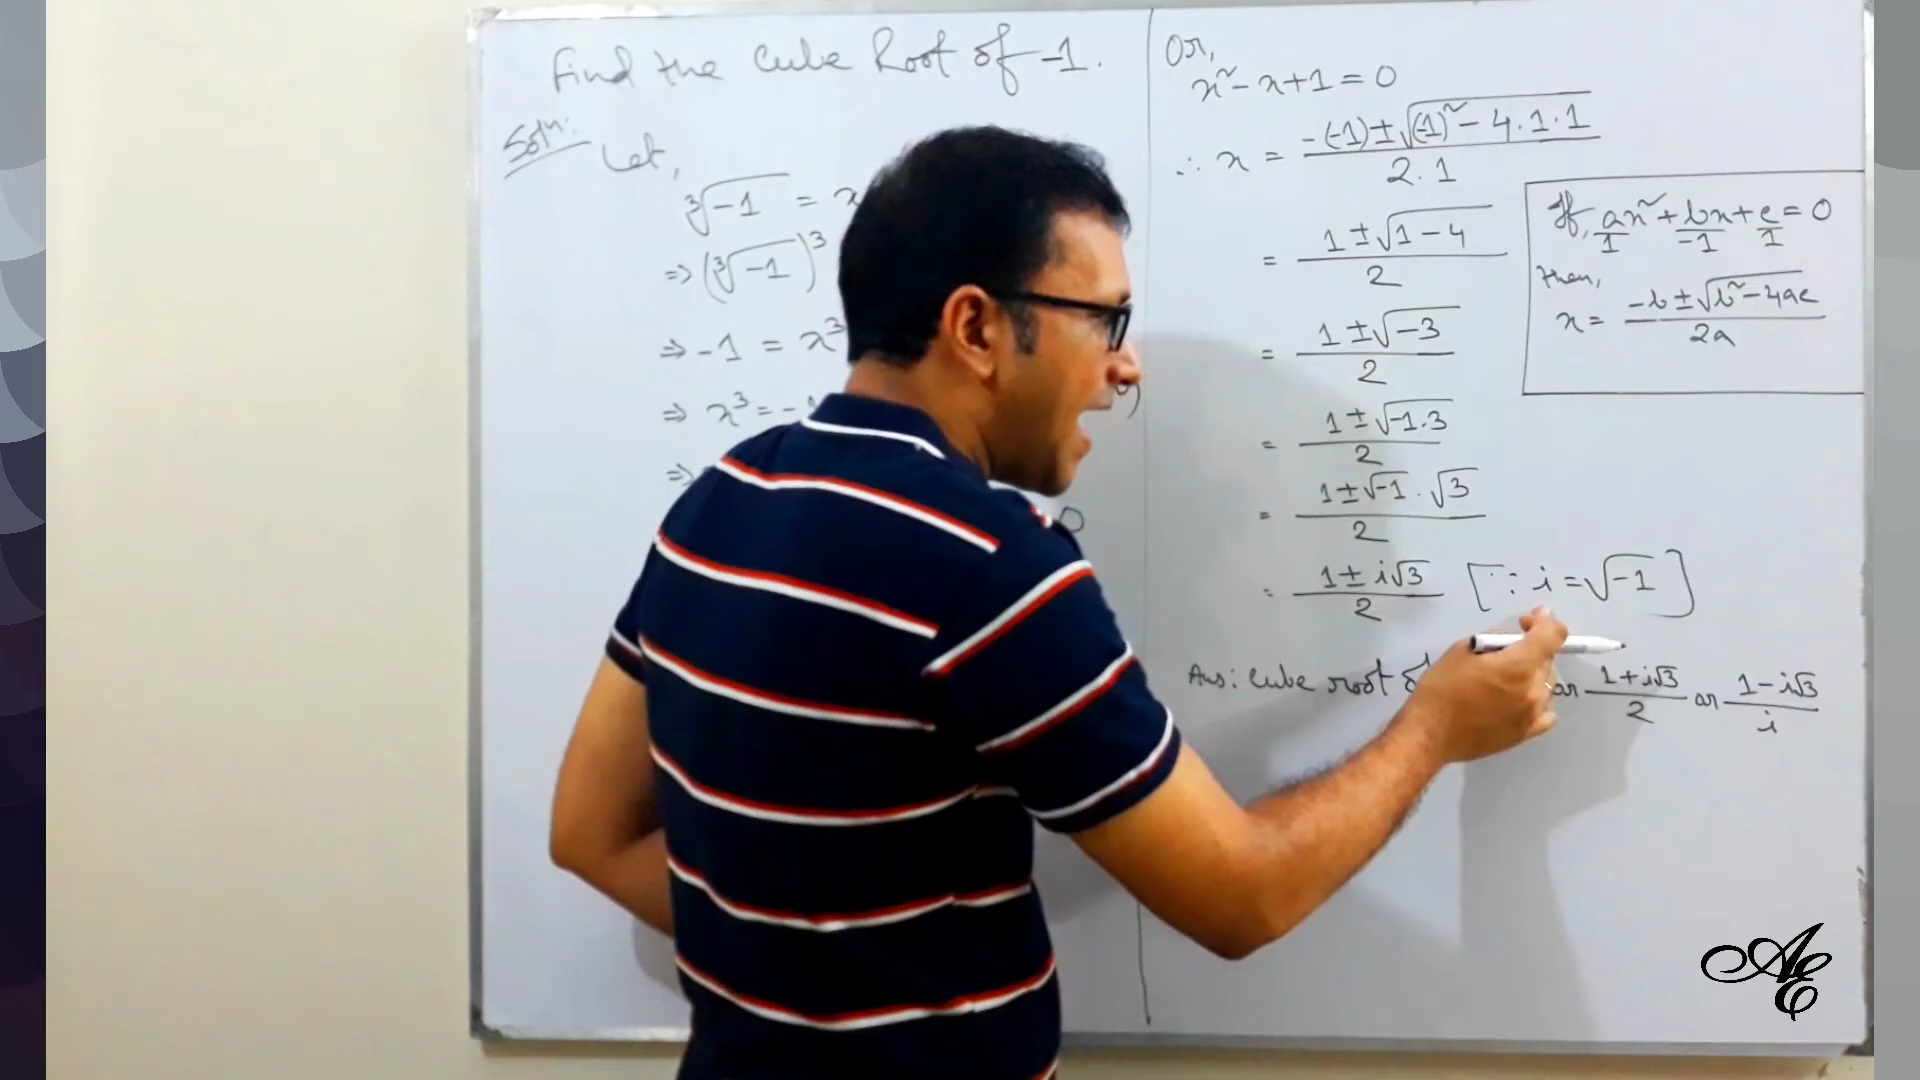 Find the Cube Root of -1.
Soln:
Let,
∛-1 = x
⇒ (∛-1)³
⇒ -1 = x³
⇒ x³ = -1
⇒
0
Or,
x² - x + 1 = 0
∴ x = (-(-1) ± √((-1)² - 4.1.1)) / 2.1
= (1 ± √(1 - 4)) / 2
= (1 ± √-3) / 2
= (1 ± √-1.3) / 2
= (1 ± √-1 . √3) / 2
= (1 ± i√3) / 2 [∵ i = √-1]
Ans: Cube root of or (1 + i√3) / 2 or (1 - i√3) / i
If, ax² + bx + c = 0
1 -1 1
then,
x = (-b ± √(b² - 4ac)) / 2a
AE